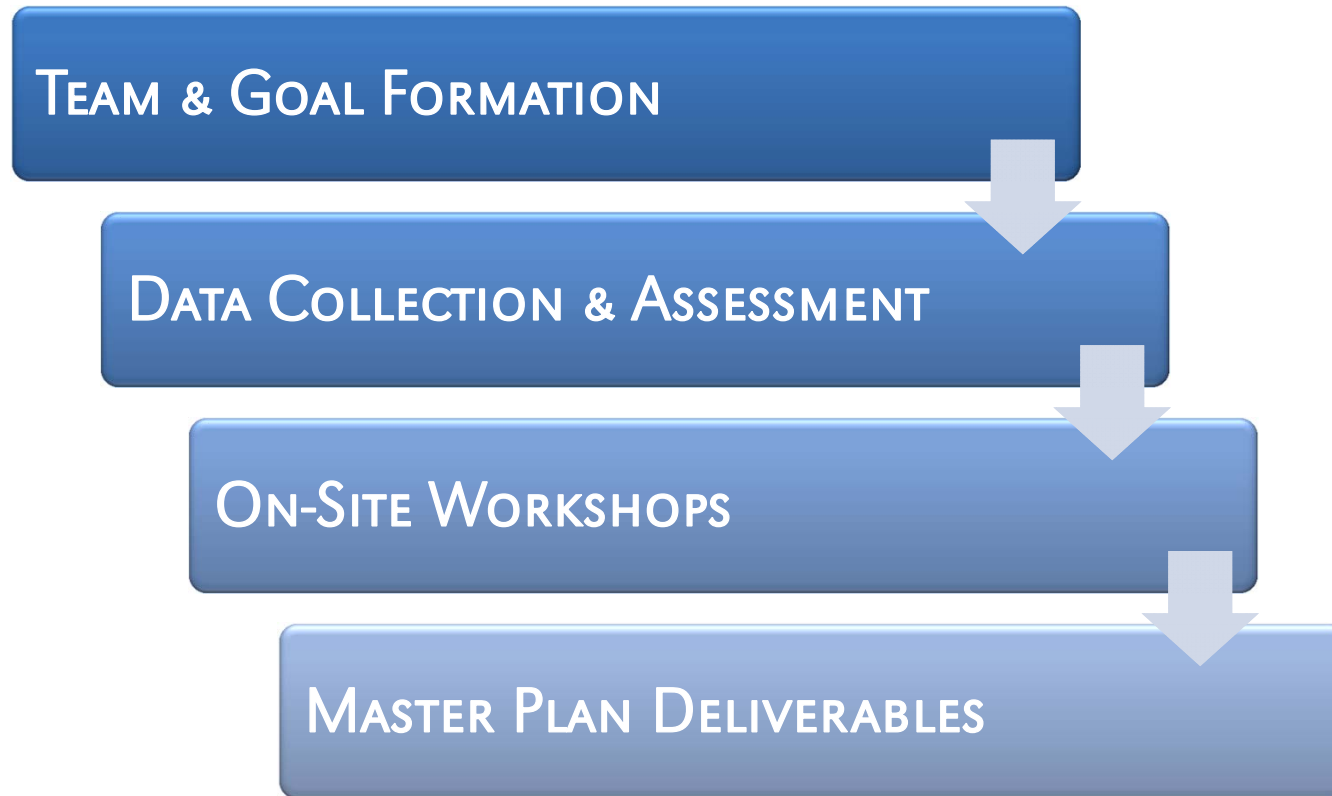 Team & Goal Formation
Data Collection & Assessment
On-Site Workshops
Master Plan Deliverables